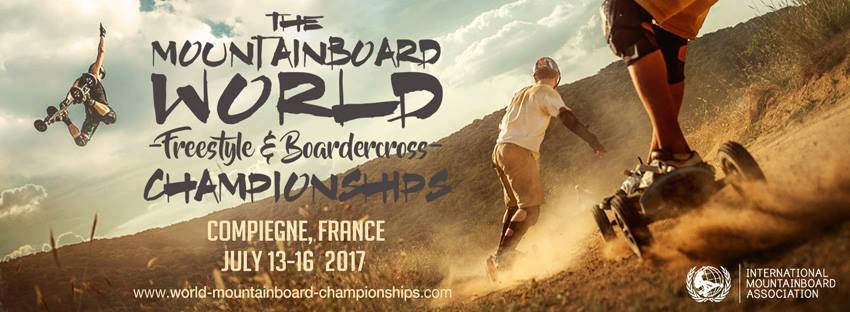 THE
MOUNTAINBOARD
WORLD
-Freestyle & Boardercross-
CHAMPIONSHIPS
COMPIEGNE, FRANCE
JULY 13-16 2017
www.world-mountainboard-championships.com
INTERNATIONAL
MOUNTAINBOARD
ASSOCIATION